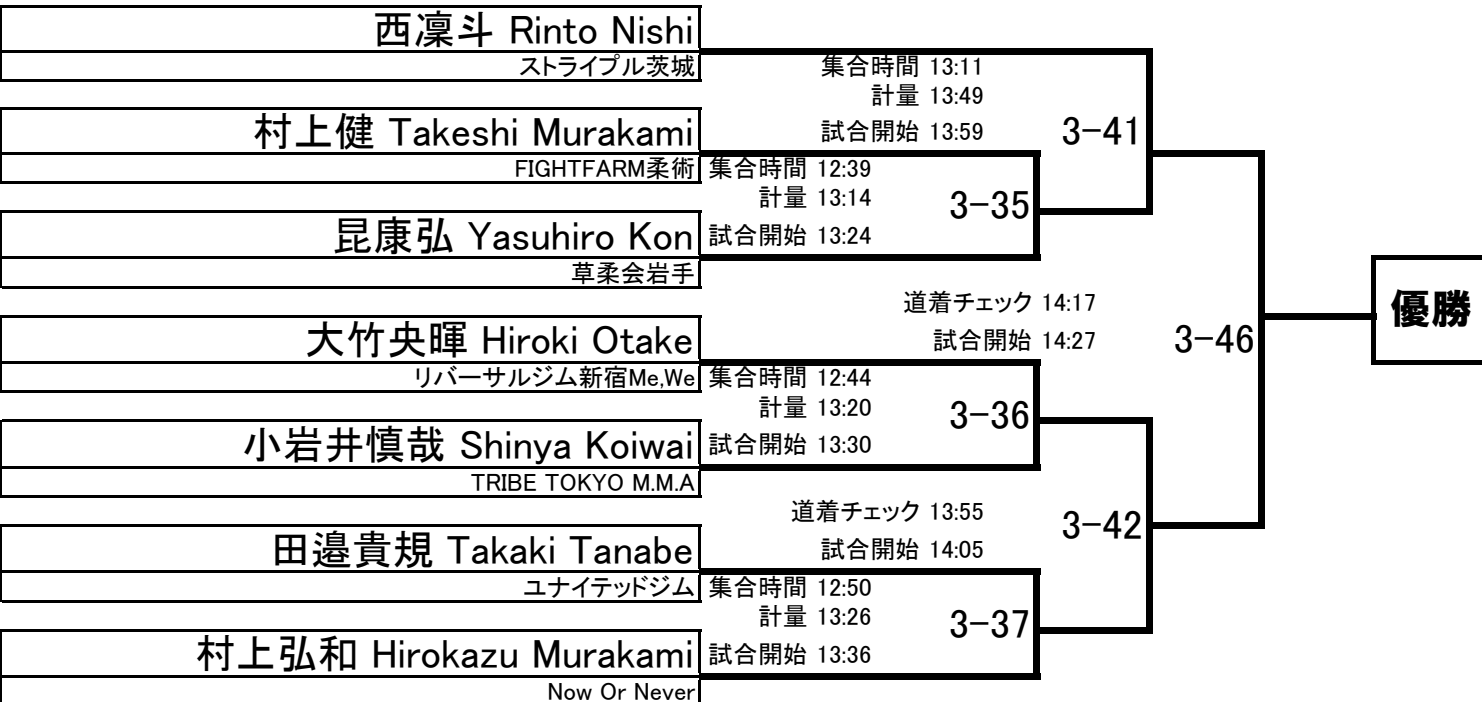 西凜斗 Rinto Nishi
ストライプル茨城
集合時間 13:11
計量 13:49
試合開始 13:59
3-41
村上健 Takeshi Murakami
FIGHTFARM柔術
集合時間 12:39
計量 13:14
試合開始 13:24
3-35
昆康弘 Yasuhiro Kon
草柔会岩手
道着チェック 14:17
試合開始 14:27
3-46
優勝
大竹央暉 Hiroki Otake
リバーサルジム新宿Me,We
集合時間 12:44
計量 13:20
試合開始 13:30
3-36
小岩井慎哉 Shinya Koiwai
TRIBE TOKYO M.M.A
道着チェック 13:55
試合開始 14:05
3-42
田邉貴規 Takaki Tanabe
ユナイテッドジム
集合時間 12:50
計量 13:26
試合開始 13:36
3-37
村上弘和 Hirokazu Murakami
Now Or Never